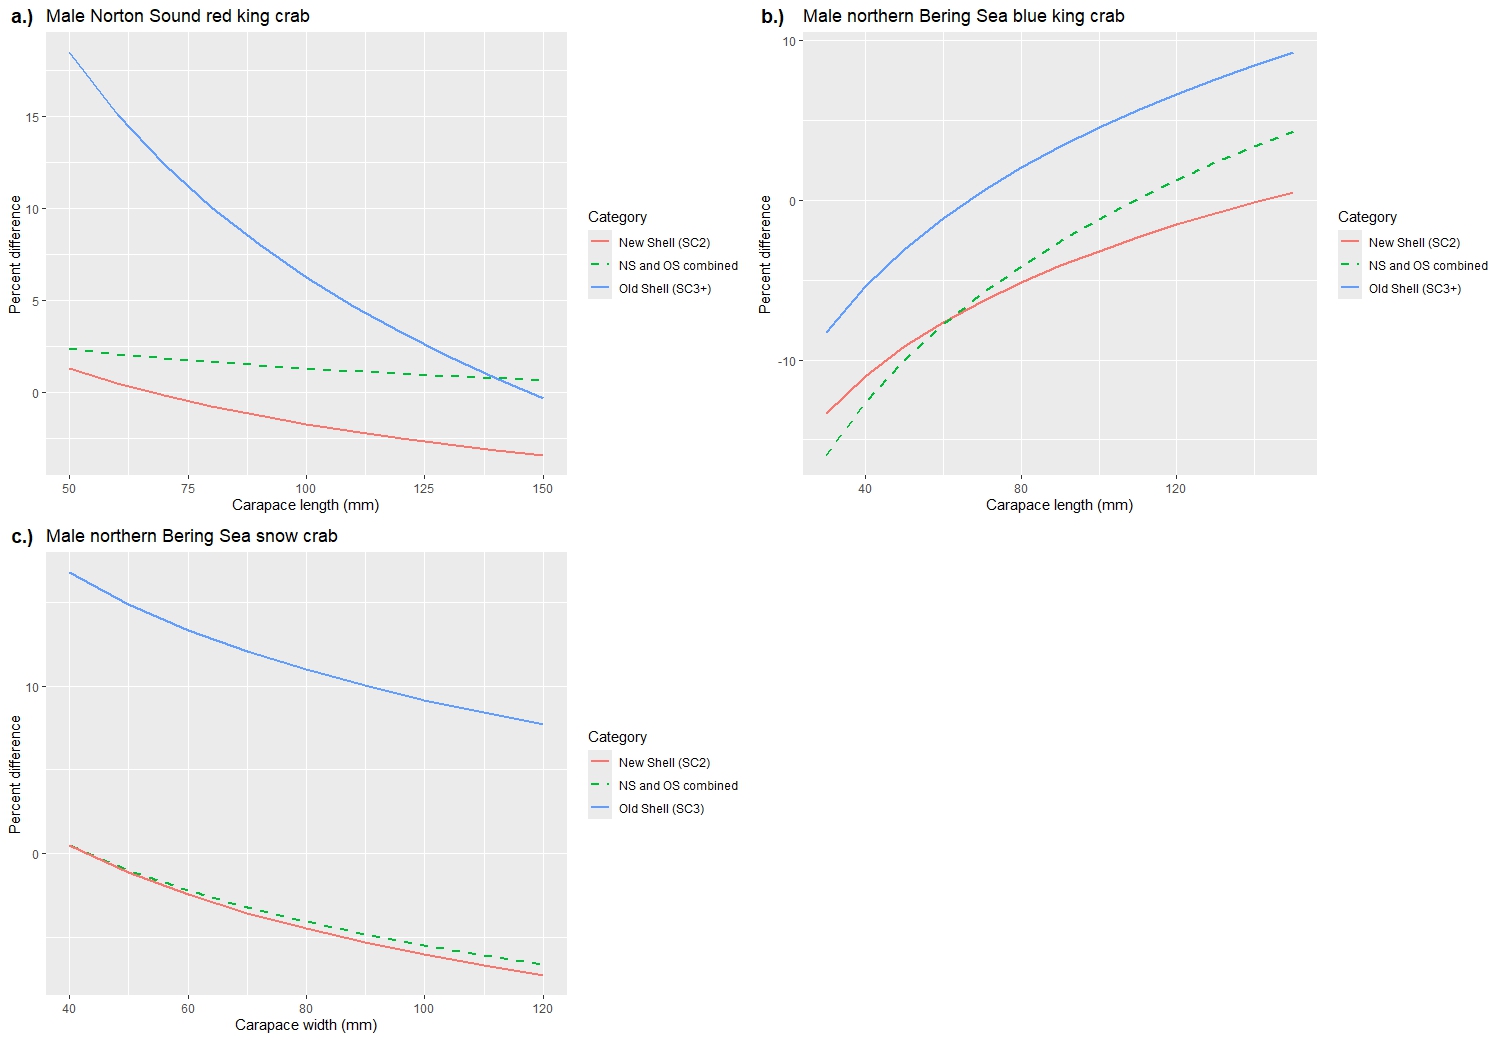 a.) Male Norton Sound red king crab
15
10
5
0
Percent difference
50 75 100 125 150
Carapace length (mm)
Category
New Shell (SC2)
NS and OS combined
Old Shell (SC3+)
b.) Male northern Bering Sea blue king crab
10
0
-10
Percent difference
40 80 120
Carapace length (mm)
Category
New Shell (SC2)
NS and OS combined
Old Shell (SC3+)
c.) Male northern Bering Sea snow crab
10
0
Percent difference
40 60 80 100 120
Carapace width (mm)
Category
New Shell (SC2)
NS and OS combined
Old Shell (SC3)